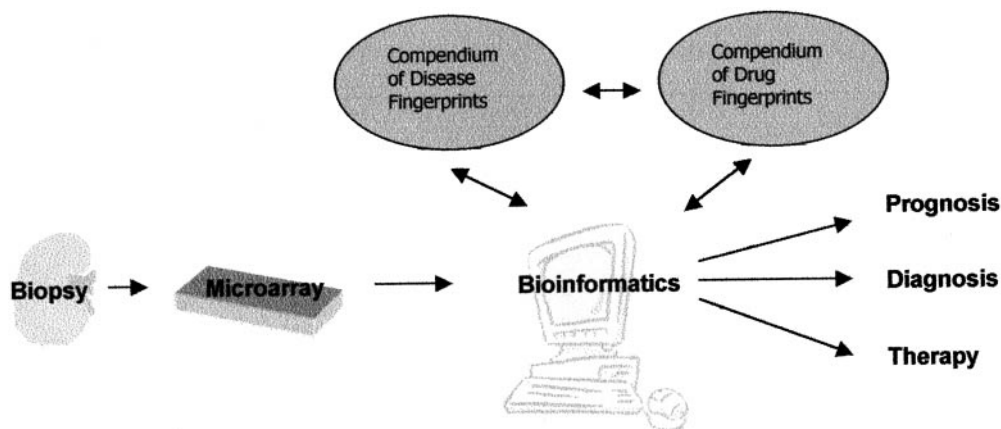 Compendium
of Disease
Fingerprints
Compendium
of Drug
Fingerprints
Biopsy
Microarray
Bioinformatics
Prognosis
Diagnosis
Therapy